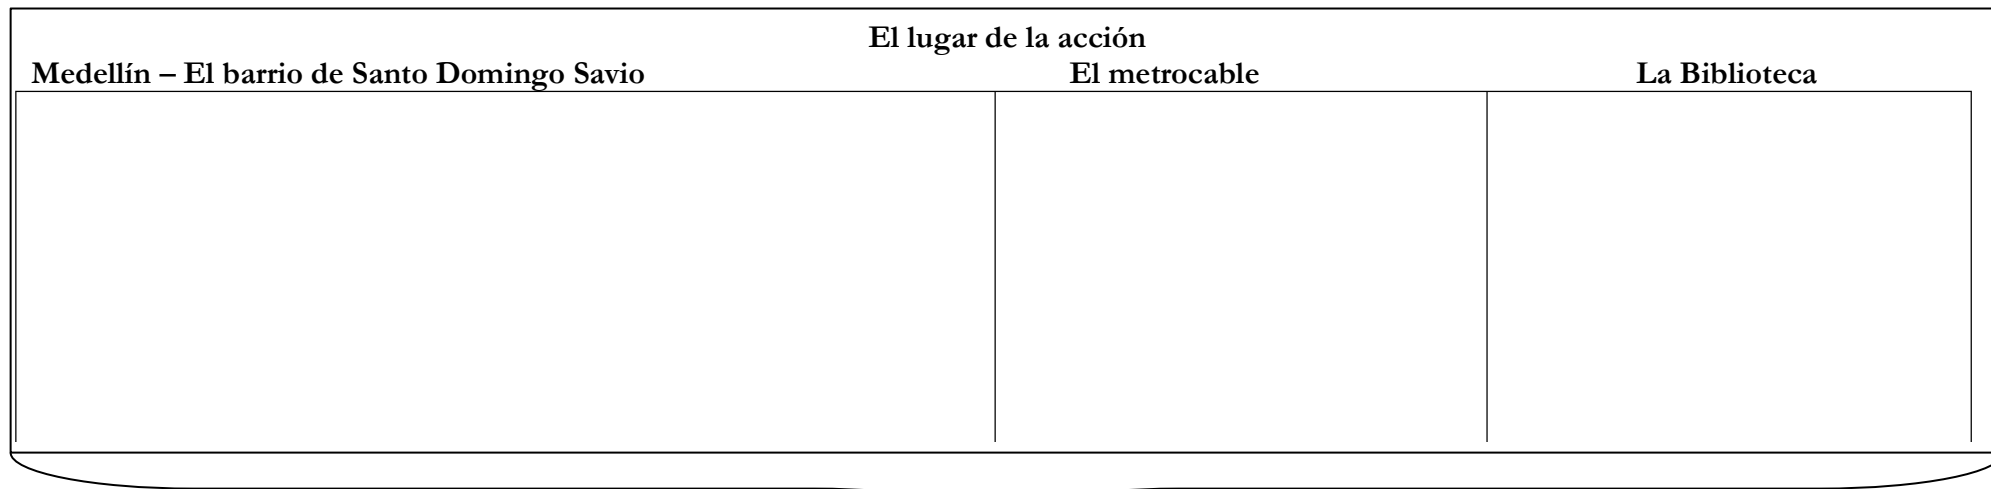 El lugar de la acción
Medellín – El barrio de Santo Domingo Savio El metrocable La Biblioteca